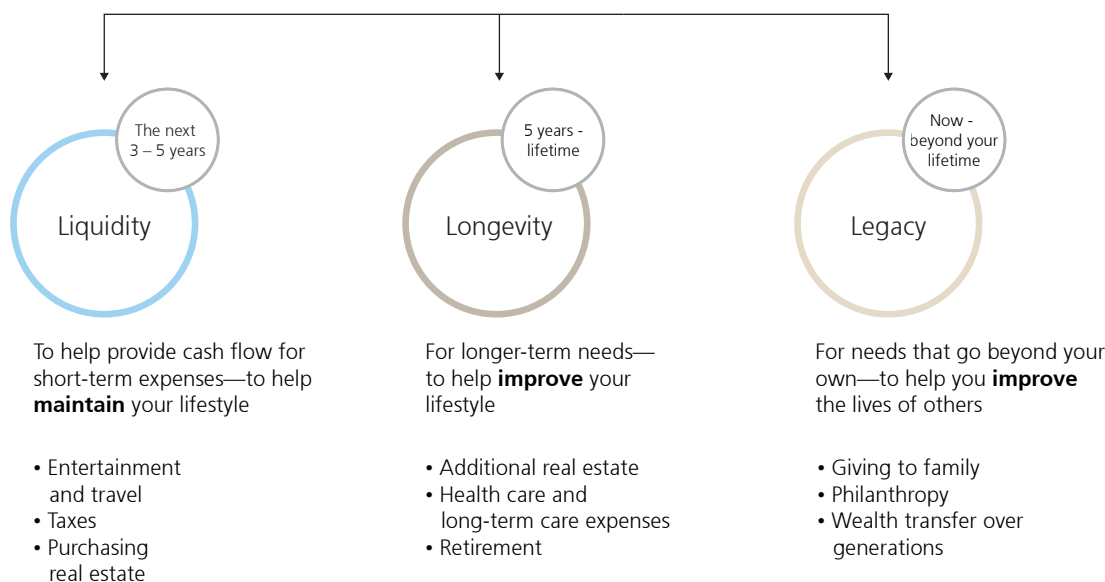 The next
3 – 5 years
Liquidity
To help provide cash flow for
short-term expenses—to help
maintain your lifestyle
• Entertainment
and travel
• Taxes
• Purchasing
real estate
5 years -
lifetime
Longevity
For longer-term needs—
to help improve your
lifestyle
• Additional real estate
• Health care and
long-term care expenses
• Retirement
Now -
beyond your
lifetime
Legacy
For needs that go beyond your
own—to help you improve
the lives of others
• Giving to family
• Philanthropy
• Wealth transfer over
generations